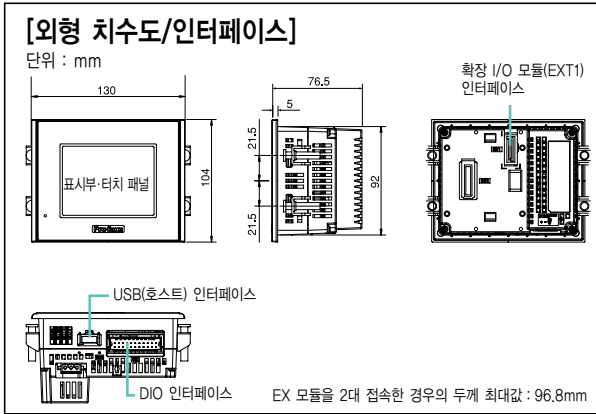 [외형 치수도/인터페이스]
단위 : mm
130
76.5
5
확장 I/O 모듈(EXT1)
인터페이스
표시부·터치 패널
104
21.5
21.5
92
Pro-face
USB(호스트) 인터페이스
DIO 인터페이스
EX 모듈을 2대 접속한 경우의 두께 최대값 : 96.8mm